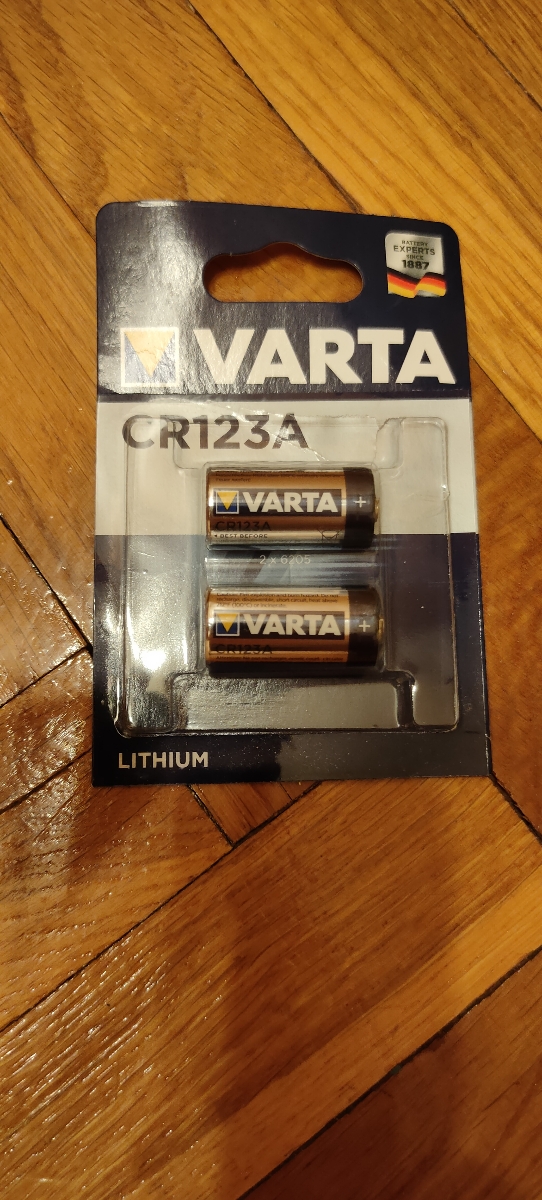 BATTERY
EXPERTS
SINCE
1887
VARTA
CR123A
VARTA +
CR123A
BEST BEFORE
2 x 6205
VARTA +
CR123A
LITHIUM